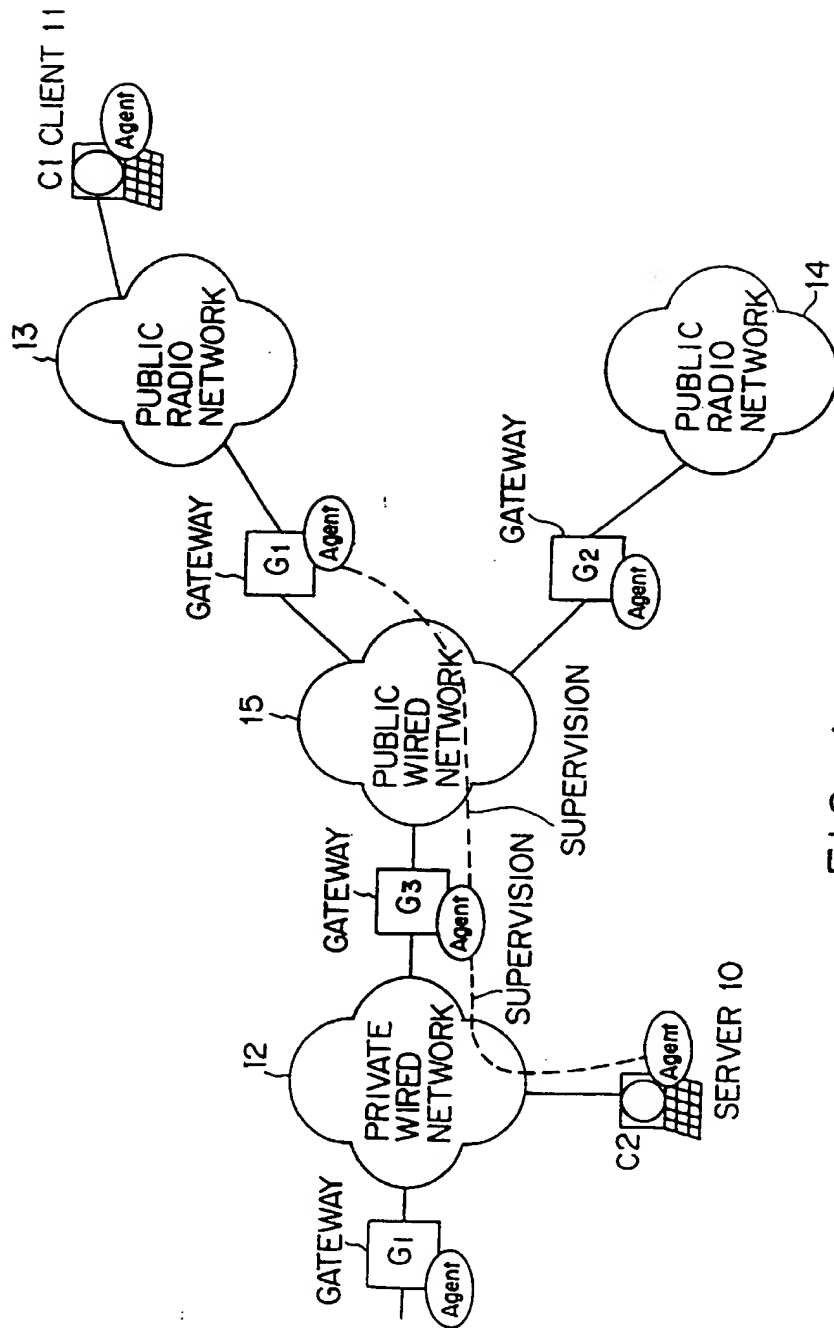 C1 CLIENT 11
Agent
13
PUBLIC
RADIO
NETWORK
GATEWAY
G1
Agent
15
PUBLIC
WIRED
NETWORK
GATEWAY
G2
Agent
PUBLIC
RADIO
NETWORK
14
GATEWAY
G3
Agent
SUPERVISION
SUPERVISION
12
PRIVATE
WIRED
NETWORK
GATEWAY
G1
Agent
C2
Agent
SERVER 10
FIG.